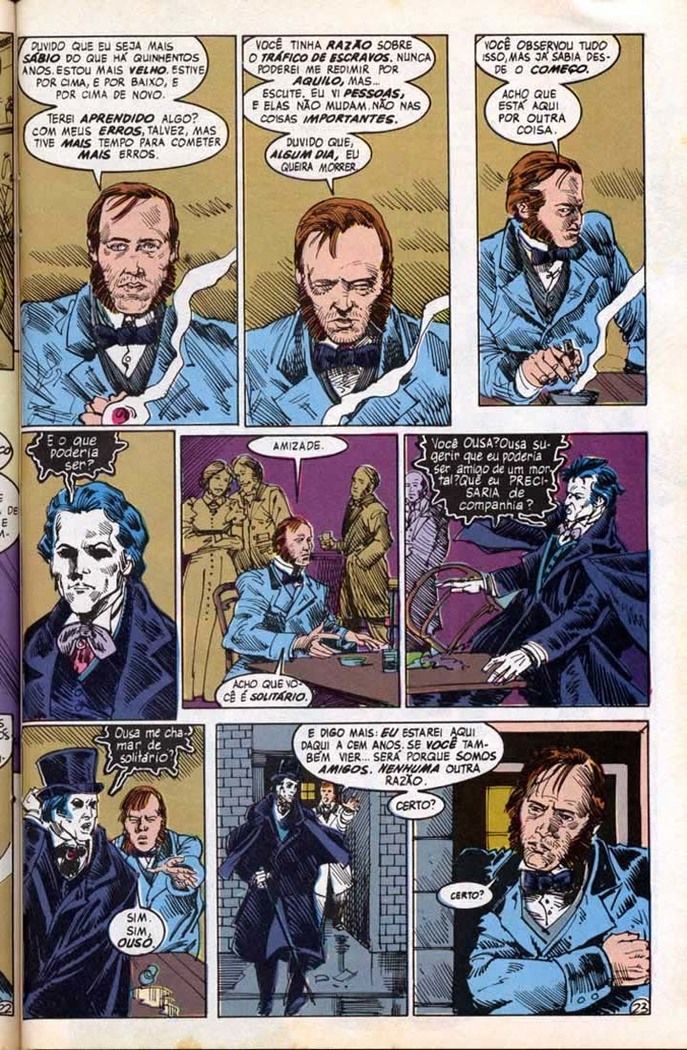 DUVIDO QUE EU SEJA MAIS
SÁBIO DO QUE HÁ QUINHENTOS
ANOS. ESTOU MAIS VELHO. ESTIVE
POR CIMA, E POR BAIXO, E
POR CIMA DE NOVO.
TEREI APRENDIDO ALGO?
COM MEUS ERROS, TALVEZ, MAS
TIVE MAIS TEMPO PARA COMETER
MAIS ERROS.
VOCÊ TINHA RAZÃO SOBRE
O TRÁFICO DE ESCRAVOS. NUNCA
PODEREI ME REDIMIR POR
AQUILO, MAS...
ESCUTE. EU VI PESSOAS,
E ELAS NÃO MUDAM. NÃO NAS
COISAS IMPORTANTES.
DUVIDO QUE,
ALGUM DIA, EU
QUEIRA MORRER.
VOCÊ OBSERVOU TUDO
ISSO, MAS JÁ SABIA DES-
DE O COMEÇO.
ACHO QUE
ESTÁ AQUI
POR OUTRA
COISA.
E o que
poderia
ser?
AMIZADE.
ACHO QUE VO-
CÊ É SOLITÁRIO.
Você OUSA? Ousa su-
gerir que eu poderia
ser amigo de um mor-
tal? Que eu PRECI-
SARIA de
companhia?
Ousa me cha-
mar de
solitário?
SIM.
SIM,
OUSO.
E DIGO MAIS: EU ESTAREI AQUI
DAQUI A CEM ANOS. SE VOCÊ TAM-
BÉM VIER... SERÁ PORQUE SOMOS
AMIGOS. NENHUMA OUTRA
RAZÃO.
CERTO?
CERTO?
22
23